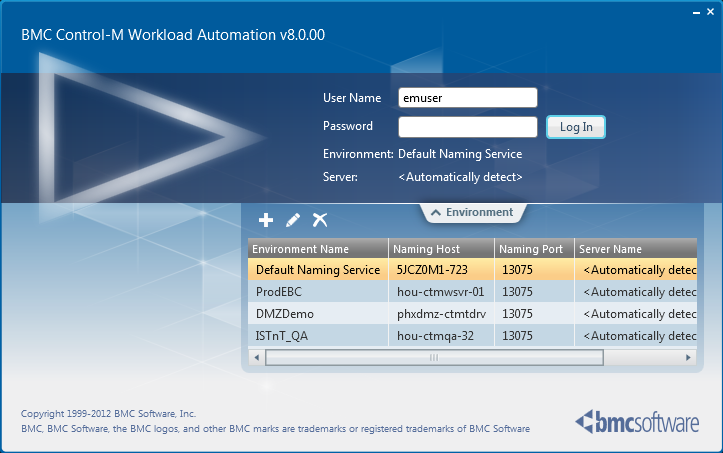 BMC Control-M Workload Automation v8.0.00
User Name emuser
Password Log In
Environment: Default Naming Service
Server: <Automatically detect>
Environment
Environment Name Naming Host Naming Port Server Name
Default Naming Service 5JCZ0M1-723 13075 <Automatically detec
ProdEBC hou-ctmwsvr-01 13075 <Automatically detec
DMZDemo phxdmz-ctmtdrv 13075 <Automatically detec
ISTnT_QA hou-ctmqa-32 13075 <Automatically detec
Copyright 1999-2012 BMC Software, Inc.
BMC, BMC Software, the BMC logos, and other BMC marks are trademarks or registered trademarks of BMC Software
bmcsoftware